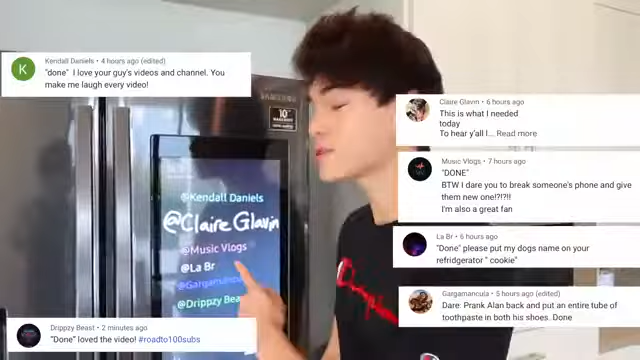 Kendall Daniels • 4 hours ago (edited)
"done" I love your guy's videos and channel. You
make me laugh every video!
SAMSUNG
10
Claire Glavin • 6 hours ago
This is what I needed
today
To hear y'all I... Read more
Music Vlogs • 7 hours ago
"DONE"
BTW I dare you to break someone's phone and give
them new one!?!?!!
I'm also a great fan
La Br • 6 hours ago
"Done" please put my dogs name on your
refridgerator " cookie"
Gargamancula • 5 hours ago (edited)
Dare: Prank Alan back and put an entire tube of
toothpaste in both his shoes. Done
@Kendall Daniels
@Claire Glavin
@Music Vlogs
@La Br
@Drippzy
Drippzy Beast • 2 minutes ago
"Done" loved the video! #roadto100subs
K